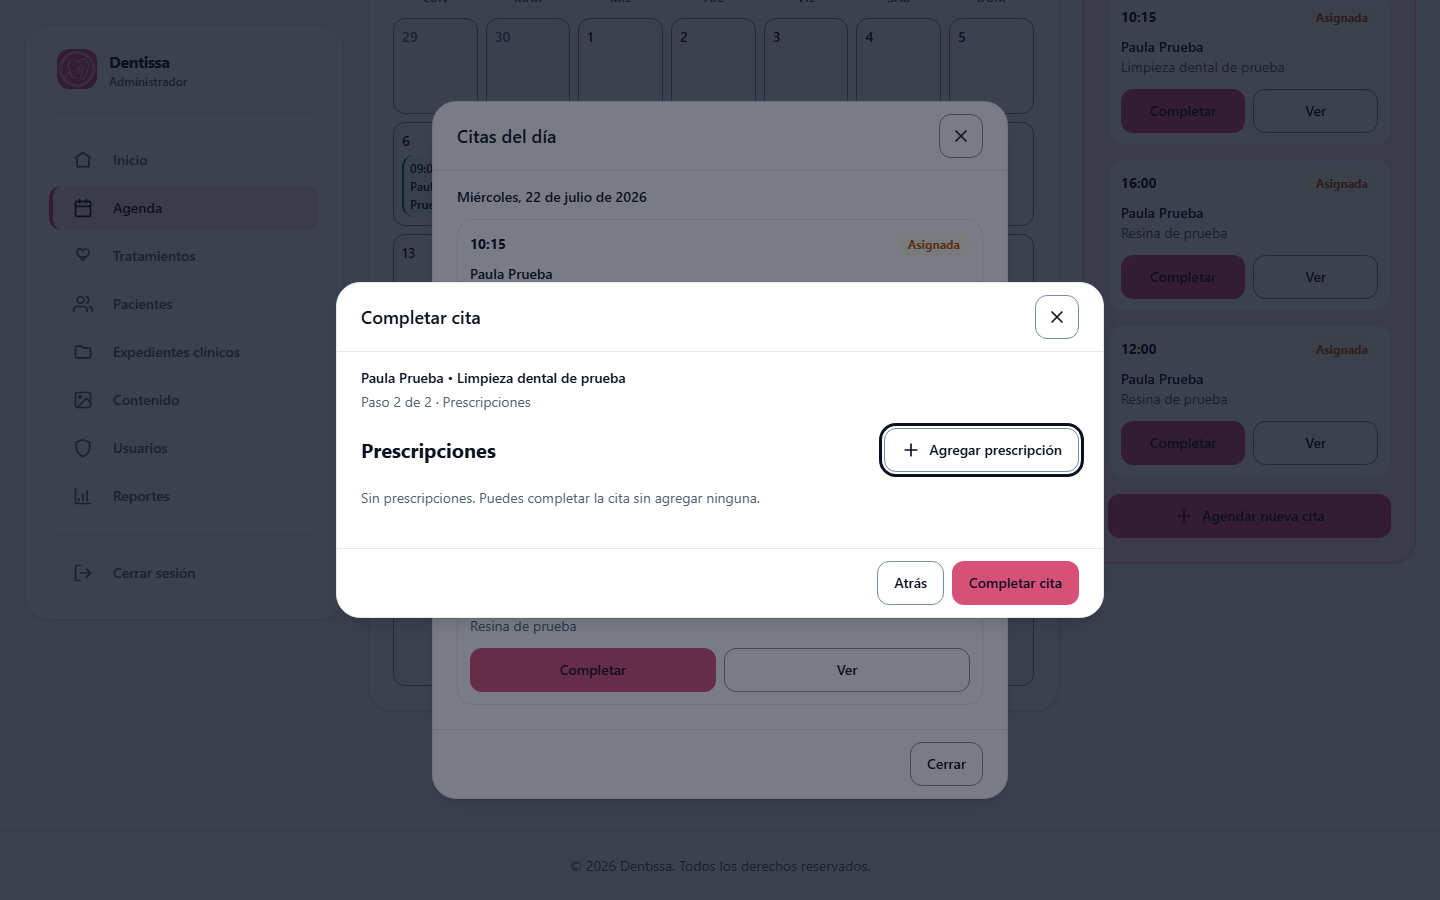 Dentissa
Administrador
Inicio
Agenda
Tratamientos
Pacientes
Expedientes clínicos
Contenido
Usuarios
Reportes
Cerrar sesión
29
30
1
2
3
4
5
6
09:0
Paul
Prue
13
Citas del día
Miércoles, 22 de julio de 2026
10:15
Asignada
Paula Prueba
Completar cita
Paula Prueba • Limpieza dental de prueba
Paso 2 de 2 · Prescripciones
Prescripciones
Agregar prescripción
Sin prescripciones. Puedes completar la cita sin agregar ninguna.
Atrás
Completar cita
Resina de prueba
Completar
Ver
Cerrar
10:15
Asignada
Paula Prueba
Limpieza dental de prueba
Completar
Ver
16:00
Asignada
Paula Prueba
Resina de prueba
Completar
Ver
12:00
Asignada
Paula Prueba
Resina de prueba
Completar
Ver
Agendar nueva cita
© 2026 Dentissa. Todos los derechos reservados.